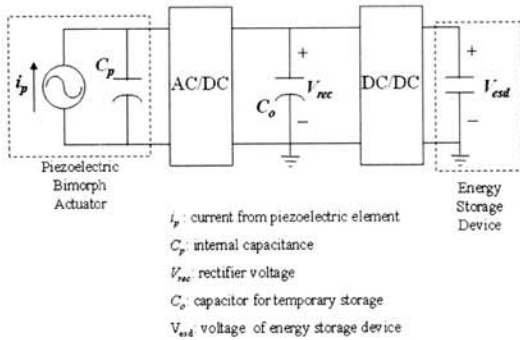 i_p
C_p
AC/DC
C_o
+
V_rec
−
DC/DC
+
V_esd
−
Piezoelectric
Bimorph
Actuator
Energy
Storage
Device
i_p: current from piezoelectric element
C_p: internal capacitance
V_rec: rectifier voltage
C_o: capacitor for temporary storage
V_esd: voltage of energy storage device